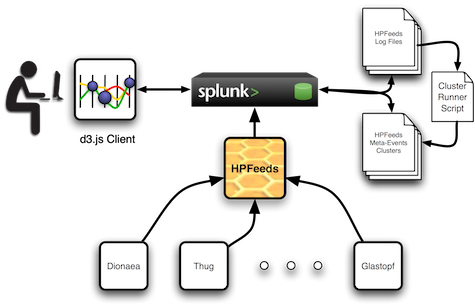 HPFeeds
Log Files
splunk>
Cluster
Runner
Script
d3.js Client
HPFeeds
Meta-Events
Clusters
HPFeeds
Dionaea
Thug
Glastopf